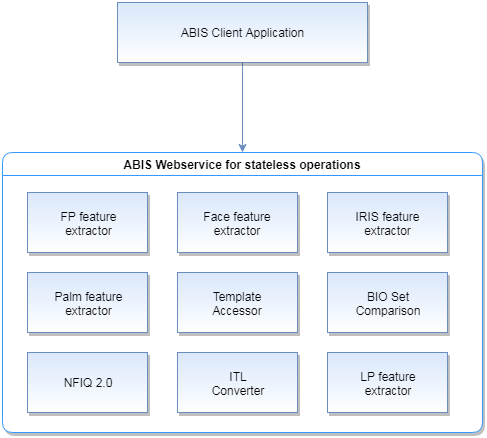 ABIS Client Application
ABIS Webservice for stateless operations
FP feature
extractor
Face feature
extractor
IRIS feature
extractor
Palm feature
extractor
Template
Accessor
BIO Set
Comparison
NFIQ 2.0
ITL
Converter
LP feature
extractor